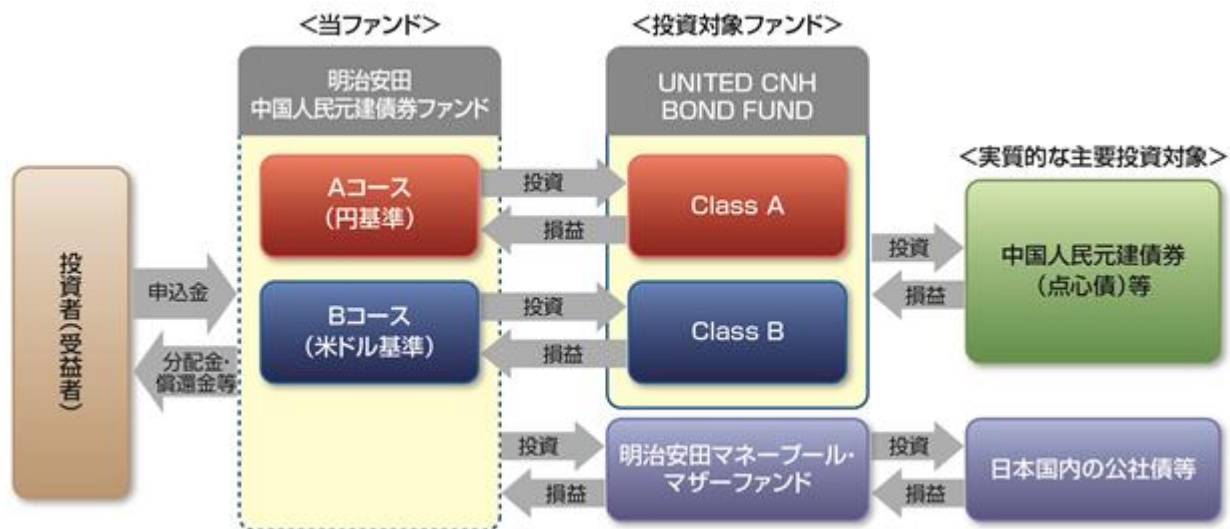 ＜当ファンド＞
＜投資対象ファンド＞
明治安田
中国人民元建債券ファンド
UNITED CNH
BOND FUND
＜実質的な主要投資対象＞
投資者（受益者）
申込金
分配金・
償還金等
Aコース
（円基準）
投資
損益
Class A
Bコース
（米ドル基準）
投資
損益
Class B
投資
損益
中国人民元建債券
（点心債）等
投資
損益
明治安田マネープール・
マザーファンド
投資
損益
日本国内の公社債等